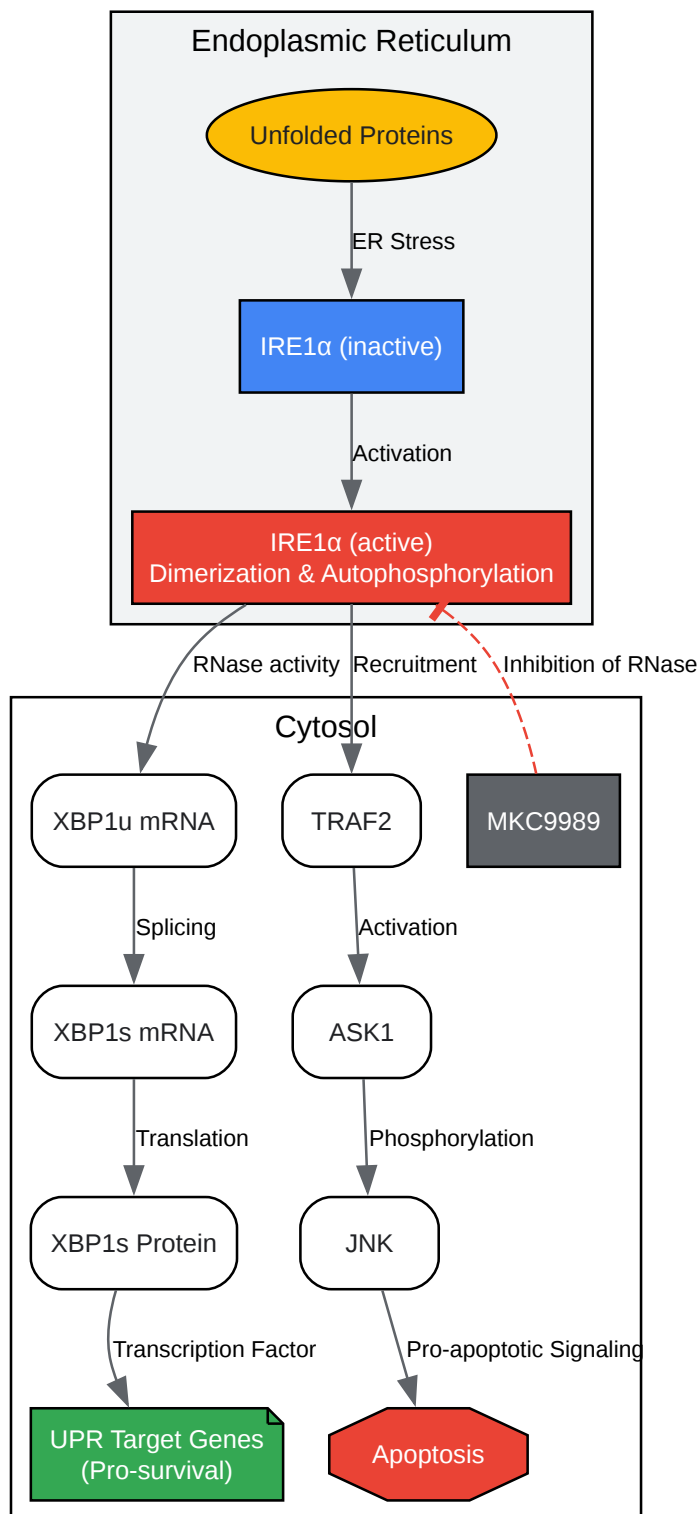 Endoplasmic Reticulum
Unfolded Proteins
ER Stress
IRE1α (inactive)
Activation
IRE1α (active)
Dimerization & Autophosphorylation
RNase activity
Recruitment
Inhibition of RNase
Cytosol
XBP1u mRNA
TRAF2
MKC9989
Splicing
Activation
XBP1s mRNA
ASK1
Translation
Phosphorylation
XBP1s Protein
JNK
Transcription Factor
Pro-apoptotic Signaling
UPR Target Genes
(Pro-survival)
Apoptosis